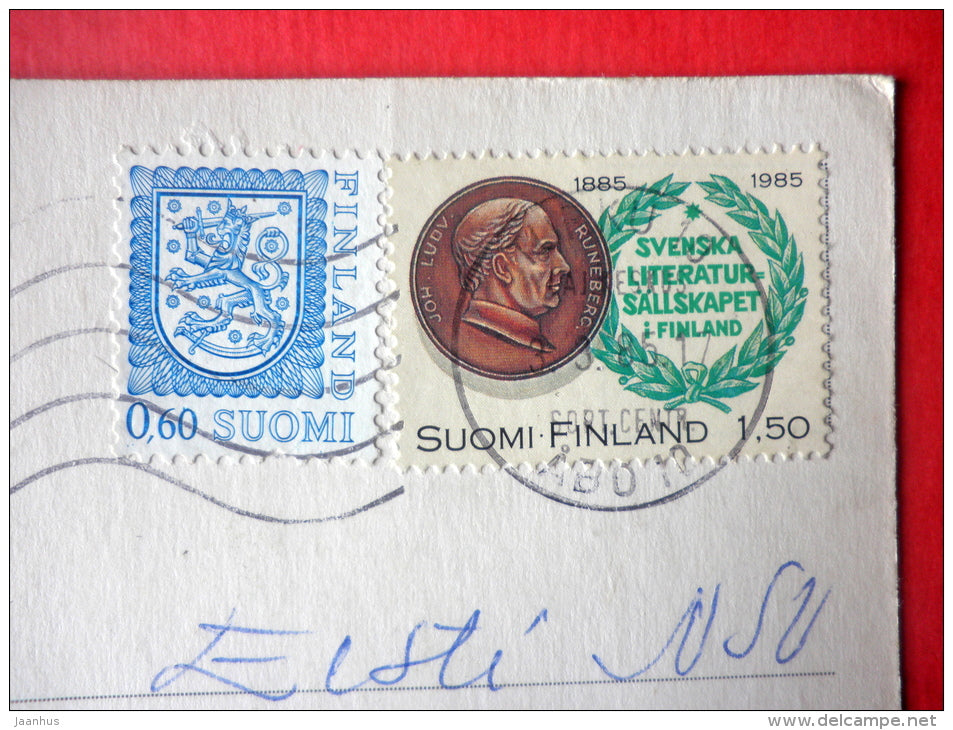 FINLAND
0,60 SUOMI
JOH LUDV. RUNEBERG
1885 1985
SVENSKA
LITERATUR=
SÄLLSKAPET
i FINLAND
SUOMI·FINLAND 1,50
SORT.CENTR
ÅBO 10
Eesti NSV
Jaanhus
delcampe.net